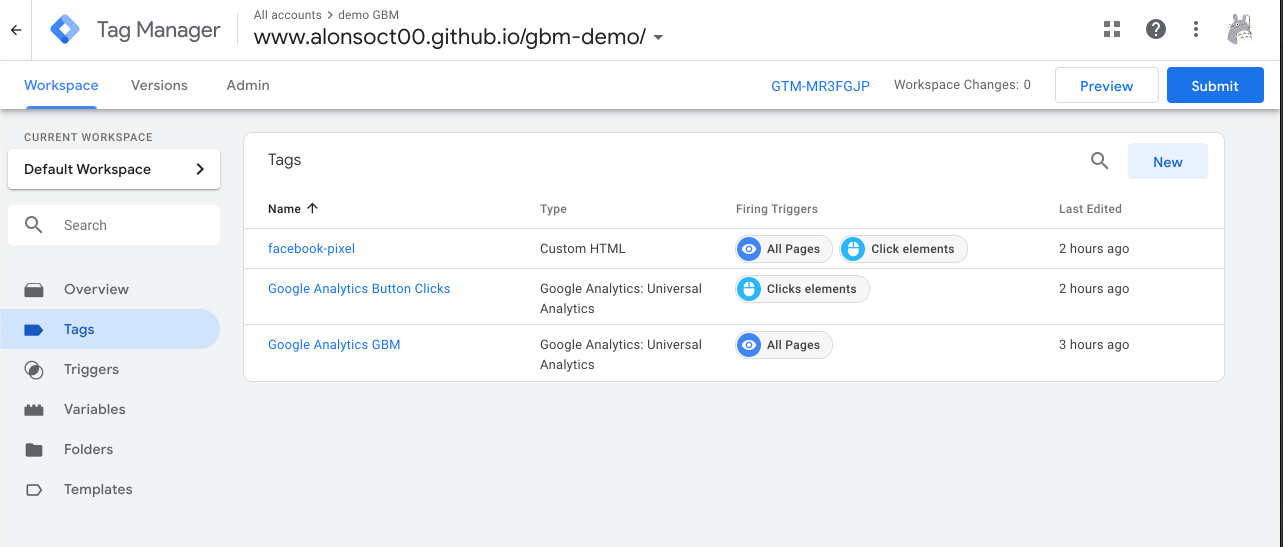 All accounts > demo GBM
Tag Manager
www.alonsoct00.github.io/gbm-demo/
Workspace Versions Admin GTM-MR3FGJP Workspace Changes: 0 Preview Submit
CURRENT WORKSPACE
Default Workspace
Search
Overview
Tags
Triggers
Variables
Folders
Templates
Tags New
Name Type Firing Triggers Last Edited
facebook-pixel Custom HTML All Pages Click elements 2 hours ago
Google Analytics Button Clicks Google Analytics: Universal Clicks elements 2 hours ago
Analytics
Google Analytics GBM Google Analytics: Universal All Pages 3 hours ago
Analytics